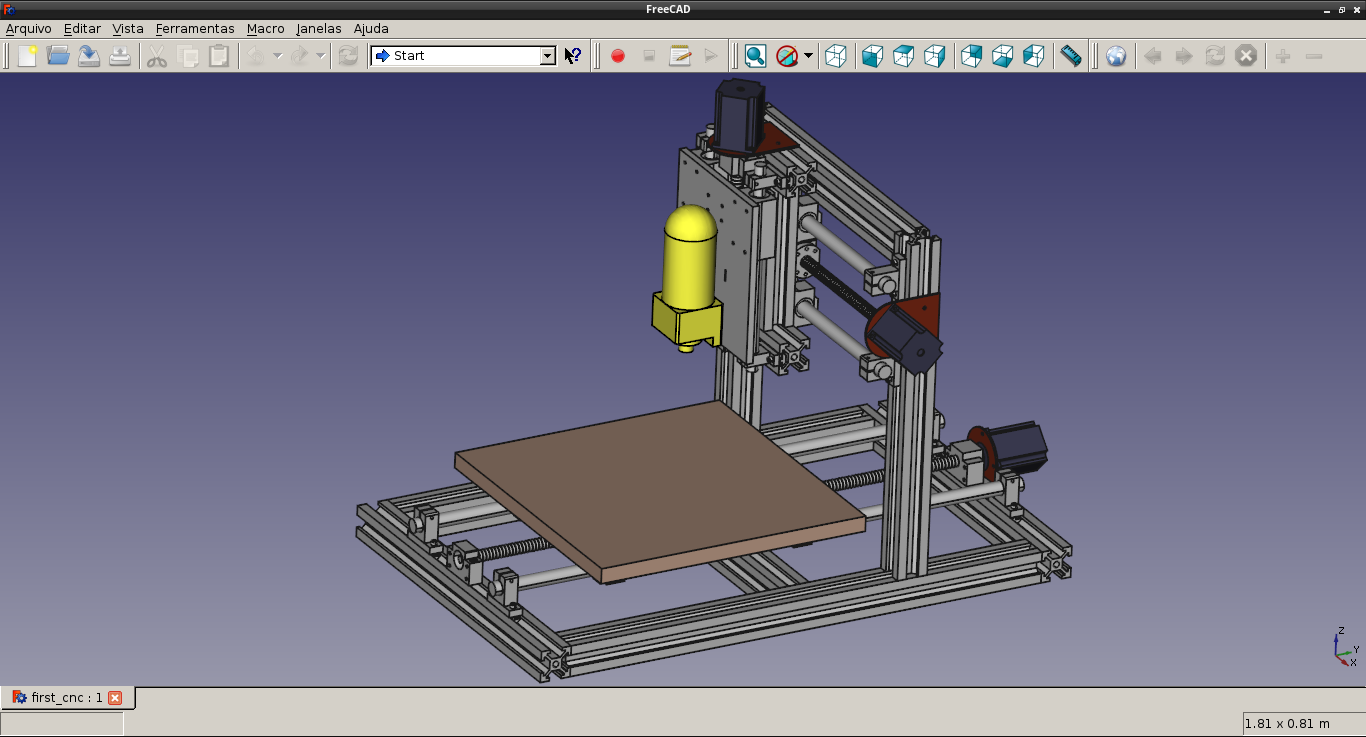 FreeCAD
Arquivo Editar Vista Ferramentas Macro Janelas Ajuda
Start
Z
Y
X
first_cnc : 1
1.81 x 0.81 m